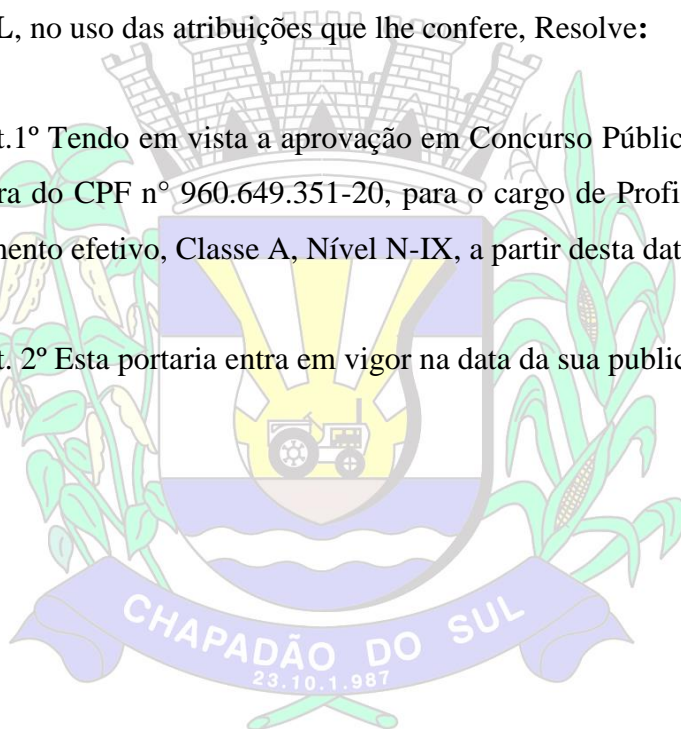 L, no uso das atribuições que lhe confere, Resolve:
t.1º Tendo em vista a aprovação em Concurso Públic
ra do CPF n° 960.649.351-20, para o cargo de Profi
mento efetivo, Classe A, Nível N-IX, a partir desta dat
t. 2º Esta portaria entra em vigor na data da sua public
CHAPADÃO DO SUL
23.10.1.987